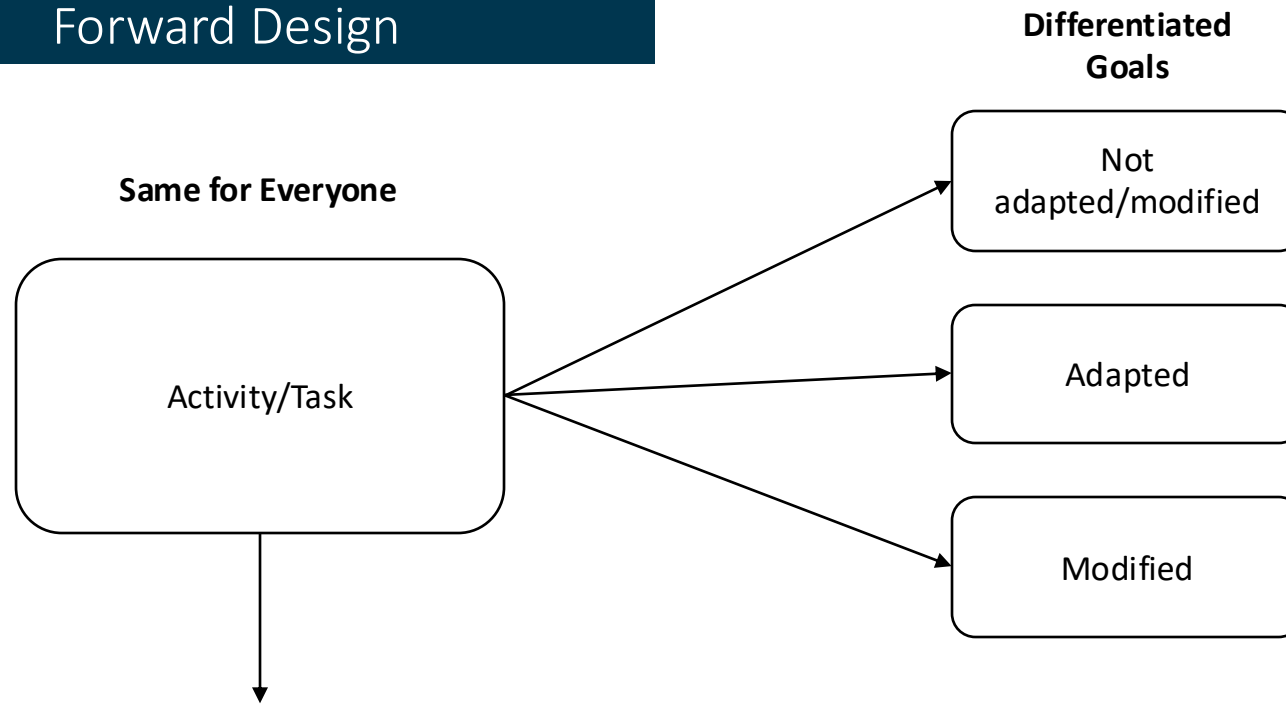 Forward Design
Differentiated
Goals
Same for Everyone
Not
adapted/modified
Activity/Task
Adapted
Modified